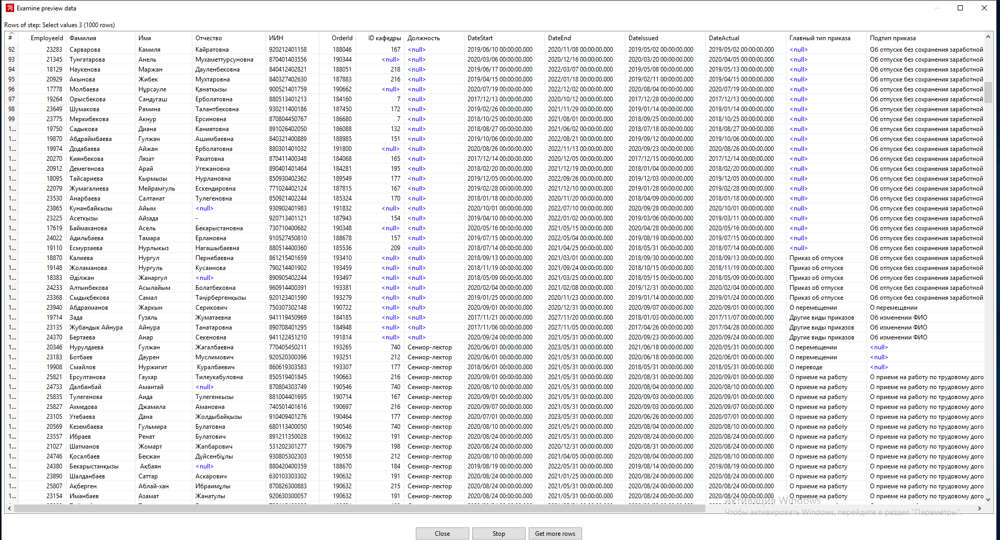 Examine preview data
Rows of step: Select values 3 (1000 rows)
# EmployeeId Фамилия Имя Отчество ИИН OrderId ID кафедры Должность DateStart DateEnd DateIssued DateActual Главный тип приказа Подтип приказа
92 23283 Сарварова Камиля Кайратовна 920212401158 188046 167 <null> 2019/06/10 00:00:00.000 2020/11/08 00:00:00.000 2019/05/02 00:00:00.000 2019/05/02 00:00:00.000 <null> Об отпуске без сохранения заработной
93 21345 Тунгатарова Анель Мухаметтурсуновна 870401403556 190344 <null> <null> 2020/03/06 00:00:00.000 2020/12/16 00:00:00.000 2020/03/20 00:00:00.000 2020/04/05 00:00:00.000 <null> Об отпуске без сохранения заработной
94 18129 Наукенова Маржан Дауленбековна 840412402821 188051 218 <null> 2019/06/17 00:00:00.000 2022/03/07 00:00:00.000 2019/05/08 00:00:00.000 2019/05/13 00:00:00.000 <null> Об отпуске без сохранения заработной
95 20929 Акынова Жибек Мухтаровна 840327402630 187883 216 <null> 2019/04/15 00:00:00.000 2022/01/18 00:00:00.000 2019/02/11 00:00:00.000 2019/04/15 00:00:00.000 <null> Об отпуске без сохранения заработной
96 17778 Молбаева Нұрсәуле Қанатқызы 900521401759 190662 <null> <null> 2020/07/19 00:00:00.000 2022/12/02 00:00:00.000 2020/08/04 00:00:00.000 2020/07/19 00:00:00.000 <null> Об отпуске без сохранения заработной
97 19264 Орысбекова Сандугаш Ерболатовна 880513401213 184160 7 <null> 2017/12/13 00:00:00.000 2020/10/12 00:00:00.000 2017/12/28 00:00:00.000 2017/12/13 00:00:00.000 <null> Об отпуске без сохранения заработной
98 23649 Шумакова Рамина Талантбековна 930211400186 187450 172 <null> 2019/02/26 00:00:00.000 2021/11/29 00:00:00.000 2019/01/14 00:00:00.000 2019/01/14 00:00:00.000 <null> Об отпуске без сохранения заработной
99 23775 Меркибекова Акнур Ерсиновна 870804450767 186680 7 <null> 2018/10/25 00:00:00.000 2021/08/01 00:00:00.000 2018/09/25 00:00:00.000 2018/10/25 00:00:00.000 <null> Об отпуске без сохранения заработной
1... 19750 Садыкова Диана Каниятовна 891026402050 186088 132 <null> 2018/08/27 00:00:00.000 2021/06/02 00:00:00.000 2018/07/18 00:00:00.000 2018/08/27 00:00:00.000 <null> Об отпуске без сохранения заработной
1... 19870 Абдраймбаева Гулжан Ашимбаевна 840321400889 188985 151 <null> 2019/10/06 00:00:00.000 2022/08/21 00:00:00.000 2019/09/12 00:00:00.000 2019/10/06 00:00:00.000 <null> Об отпуске без сохранения заработной
1... 19974 Додабаева Айжан Ерболатовна 880301401032 191800 <null> <null> 2020/08/26 00:00:00.000 2022/11/13 00:00:00.000 2020/09/23 00:00:00.000 2020/08/26 00:00:00.000 <null> Об отпуске без сохранения заработной
1... 20270 Киянбекова Лязат Рахатовна 870411400348 184068 165 <null> 2017/12/14 00:00:00.000 2020/12/05 00:00:00.000 2017/12/15 00:00:00.000 2017/12/14 00:00:00.000 <null> Об отпуске без сохранения заработной
1... 20912 Демегенова Арай Утежановна 890401401464 184281 195 <null> 2018/02/20 00:00:00.000 2021/12/19 00:00:00.000 2018/01/04 00:00:00.000 2018/02/20 00:00:00.000 <null> Об отпуске без сохранения заработной
1... 18095 Тайсариева Кырмызы Нурлановна 850930402362 189549 177 <null> 2019/12/05 00:00:00.000 2022/09/26 00:00:00.000 2019/12/03 00:00:00.000 2019/12/05 00:00:00.000 <null> Об отпуске без сохранения заработной
1... 22079 Жумагалиева Мейрамгуль Ескендировна 771024402124 187815 167 <null> 2019/02/28 00:00:00.000 2021/12/10 00:00:00.000 2019/01/28 00:00:00.000 2019/02/28 00:00:00.000 <null> Об отпуске без сохранения заработной
1... 23530 Анарбаева Салтанат Тулегеновна 850921402244 185324 170 <null> 2018/01/18 00:00:00.000 2020/11/20 00:00:00.000 2018/04/09 00:00:00.000 2018/01/18 00:00:00.000 <null> Об отпуске без сохранения заработной
1... 23865 Кунанбайкызы Айым <null> 930902401983 191832 <null> <null> 2020/10/01 00:00:00.000 2022/07/10 00:00:00.000 2020/09/28 00:00:00.000 2020/10/01 00:00:00.000 <null> Об отпуске без сохранения заработной
1... 23225 Асеткызы Айзада - 920713401121 187943 154 <null> 2019/04/10 00:00:00.000 2022/01/02 00:00:00.000 2019/03/06 00:00:00.000 2019/03/11 00:00:00.000 <null> Об отпуске без сохранения заработной
1... 17619 Баймаханова Асель Бекарыстановна 730710400682 190348 <null> <null> 2020/05/16 00:00:00.000 2021/05/15 00:00:00.000 2020/04/28 00:00:00.000 2020/05/16 00:00:00.000 <null> Об отпуске без сохранения заработной
1... 24022 Адильбаева Тамара Ерлановна 910527450810 188678 157 <null> 2019/07/15 00:00:00.000 2022/05/04 00:00:00.000 2019/08/19 00:00:00.000 2019/07/15 00:00:00.000 <null> Об отпуске без сохранения заработной
1... 19110 Есмурзаева Нурлыкыз Нагашыбаевна 880514400360 185536 209 <null> 2018/07/14 00:00:00.000 2021/04/25 00:00:00.000 2018/05/31 00:00:00.000 2018/07/14 00:00:00.000 <null> Об отпуске без сохранения заработной
1... 18870 Калиева Нургул Пернебаевна 861215401659 193410 <null> <null> 2018/09/13 00:00:00.000 2021/03/01 00:00:00.000 2018/09/30 00:00:00.000 2018/09/13 00:00:00.000 Приказ об отпуске Об отпуске без сохранения заработной
1... 19148 Жоламанова Нургуль Кусаинова 790214401902 193459 <null> <null> 2018/11/19 00:00:00.000 2021/09/24 00:00:00.000 2018/10/15 00:00:00.000 2018/11/19 00:00:00.000 Приказ об отпуске Об отпуске без сохранения заработной
1... 18383 Әділжан Жанаргул <null> 890905402244 193497 <null> <null> 2018/05/09 00:00:00.000 2021/03/25 00:00:00.000 2018/05/15 00:00:00.000 2018/05/09 00:00:00.000 Приказ об отпуске Об отпуске без сохранения заработной
1... 24233 Алтынбекова Асылайым Болатбековна 960914400391 193381 <null> <null> 2020/02/04 00:00:00.000 2021/02/08 00:00:00.000 2019/12/31 00:00:00.000 2020/02/04 00:00:00.000 Приказ об отпуске Об отпуске без сохранения заработной
1... 23368 Сыдықбекова Самал Тәңірбергенқызы 920123401590 193279 <null> <null> 2019/01/25 00:00:00.000 2020/11/23 00:00:00.000 2019/01/14 00:00:00.000 2019/01/24 00:00:00.000 Приказ об отпуске Об отпуске без сохранения заработной
1... 23940 Абдрахманов Жаркын Серикович 750307302148 190722 <null> <null> 2020/09/01 00:00:00.000 2020/12/31 00:00:00.000 2020/09/07 00:00:00.000 2020/09/01 00:00:00.000 О перемещении О перемещении
1... 19714 Зада Гузяль Жуматаевна 941119450969 184185 <null> <null> 2017/11/21 00:00:00.000 2027/11/20 00:00:00.000 2018/01/03 00:00:00.000 2017/11/07 00:00:00.000 Другие виды приказов Об изменении ФИО
1... 23135 Жубандык Айнура Айнура Танатаровна 890708401295 184948 <null> <null> 2017/11/06 00:00:00.000 2027/11/05 00:00:00.000 2017/04/26 00:00:00.000 2017/04/28 00:00:00.000 Другие виды приказов Об изменении ФИО
1... 24370 Бертаева Анар Секеновна 941122451210 191814 <null> <null> 2020/09/24 00:00:00.000 2021/05/31 00:00:00.000 2020/09/23 00:00:00.000 2020/09/24 00:00:00.000 Другие виды приказов Об изменении ФИО
1... 20346 Нурулдаева Гулжан Жагалбаевна 770405450211 193265 740 Сениор-лектор 2020/06/01 00:00:00.000 2023/05/31 00:00:00.000 2021/06/18 00:00:00.000 2020/05/31 00:00:00.000 О перемещении <null>
1... 23183 Ботбаев Даурен Муслимович 920520300396 193251 212 Сениор-лектор 2020/06/01 00:00:00.000 2021/05/31 00:00:00.000 2020/06/18 00:00:00.000 2020/06/01 00:00:00.000 О перемещении <null>
1... 19908 Смайлов Нуржигит Куралбаевич 860619303583 193307 177 Сениор-лектор 2018/06/01 00:00:00.000 2021/05/31 00:00:00.000 2018/05/31 00:00:00.000 2018/05/31 00:00:00.000 О переводе <null>
1... 25821 Ерсултанова Гаухар Тилеукабуловна 850519401845 190663 216 Сениор-лектор 2020/09/01 00:00:00.000 2021/05/31 00:00:00.000 2020/08/31 00:00:00.000 2020/09/01 00:00:00.000 О приеме на работу О приеме на работу по трудовому дого
1... 24733 Далбанбай Амантай <null> 870804303749 190546 740 Сениор-лектор 2020/08/10 00:00:00.000 2021/05/31 00:00:00.000 2020/08/04 00:00:00.000 2020/08/10 00:00:00.000 О приеме на работу О приеме на работу по трудовому дого
1... 25835 Тулегенова Аида Тулегенкызы 881004401695 190714 167 Сениор-лектор 2020/09/01 00:00:00.000 2021/05/31 00:00:00.000 2020/09/03 00:00:00.000 2020/09/01 00:00:00.000 О приеме на работу О приеме на работу по трудовому дого
1... 25827 Ахмедова Джамила Амановна 740501401616 190697 216 Сениор-лектор 2020/09/07 00:00:00.000 2021/05/31 00:00:00.000 2020/09/03 00:00:00.000 2020/09/07 00:00:00.000 О приеме на работу О приеме на работу по трудовому дого
1... 23105 Утебаева Дана Жолдыбайқызы 910409401276 190464 177 Сениор-лектор 2020/07/01 00:00:00.000 2023/05/31 00:00:00.000 2020/06/26 00:00:00.000 2020/07/01 00:00:00.000 О приеме на работу О приеме на работу по трудовому дого
1... 20569 Кезембаева Гульмира Булатовна 680113400050 190546 740 Сениор-лектор 2020/08/10 00:00:00.000 2021/05/21 00:00:00.000 2020/08/04 00:00:00.000 2020/08/10 00:00:00.000 О приеме на работу О приеме на работу по трудовому дого
1... 23557 Ибраев Ренат Булатович 891211350028 190632 191 Сениор-лектор 2020/08/24 00:00:00.000 2021/05/31 00:00:00.000 2020/08/24 00:00:00.000 2020/08/24 00:00:00.000 О приеме на работу О приеме на работу по трудовому дого
1... 21027 Шатманов Жомарт Жапбарович 531202301277 190679 198 Сениор-лектор 2020/08/24 00:00:00.000 2020/12/31 00:00:00.000 2020/08/31 00:00:00.000 2020/08/24 00:00:00.000 О приеме на работу О приеме на работу по трудовому дого
1... 24746 Қосалбаев Бекжан Дүйсенбіұлы 930805302303 190558 212 Сениор-лектор 2020/08/10 00:00:00.000 2021/04/05 00:00:00.000 2020/08/04 00:00:00.000 2020/08/10 00:00:00.000 О приеме на работу О приеме на работу по трудовому дого
1... 24380 Бекарыстанқызы Ақбаян <null> 880420400359 188670 184 Сениор-лектор 2019/08/19 00:00:00.000 2022/05/31 00:00:00.000 2019/08/14 00:00:00.000 2019/08/19 00:00:00.000 О приеме на работу О приеме на работу по трудовому дого
1... 23890 Шалданбаев Саттар Аскарович 630103303302 190632 191 Сениор-лектор 2020/08/24 00:00:00.000 2021/01/25 00:00:00.000 2020/08/24 00:00:00.000 2020/08/24 00:00:00.000 О приеме на работу О приеме на работу по трудовому дого
1... 25807 Ақберген Аблай-хан Ибраимұлы 870826300883 190632 215 Сениор-лектор 2020/08/24 00:00:00.000 2021/05/31 00:00:00.000 2020/08/24 00:00:00.000 2020/08/24 00:00:00.000 О приеме на работу О приеме на работу по трудовому дого
1... 23154 Иманбаев Азамат Жанатулы 920630300057 190632 191 Сениор-лектор 2020/08/24 00:00:00.000 2021/05/31 00:00:00.000 2020/08/24 00:00:00.000 2020/08/24 00:00:00.000 О приеме на работу О приеме на работу по трудовому дого
Активация Windows
Чтобы активировать Windows, перейдите в раздел "Параметры".
Close Stop Get more rows